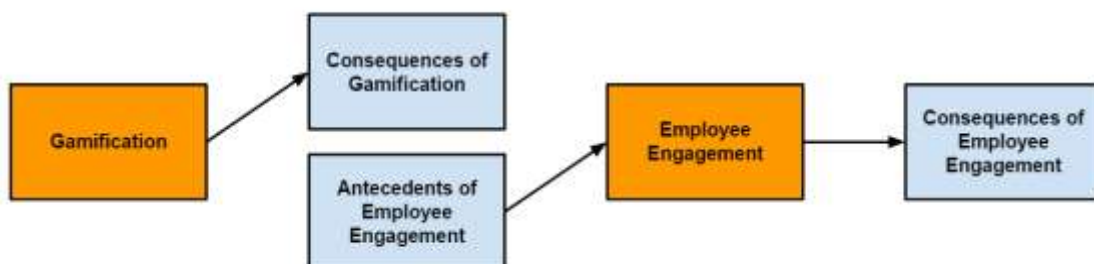 Gamification
Consequences of
Gamification
Antecedents of
Employee
Engagement
Employee
Engagement
Consequences of
Employee
Engagement